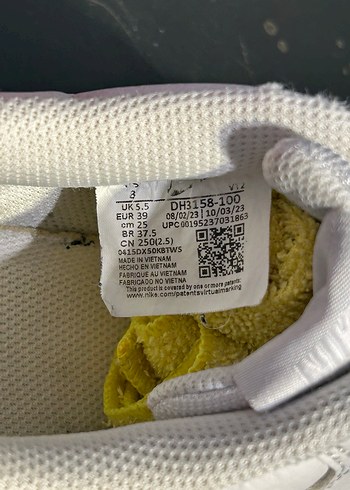 8
V12
UK 5.5
DH3158-100
EUR 39
08/02/23 | 10/03/23
cm 25
UPC 00195237031863
BR 37.5
CN 250(2.5)
0415DX50KBTWS
MADE IN VIETNAM
HECHO EN VIETNAM
FABRIQUE AU VIETNAM
FABRICADO NO VIETNA
This product is covered by one or more patents:
www.nike.com/patentsvirtualmarking